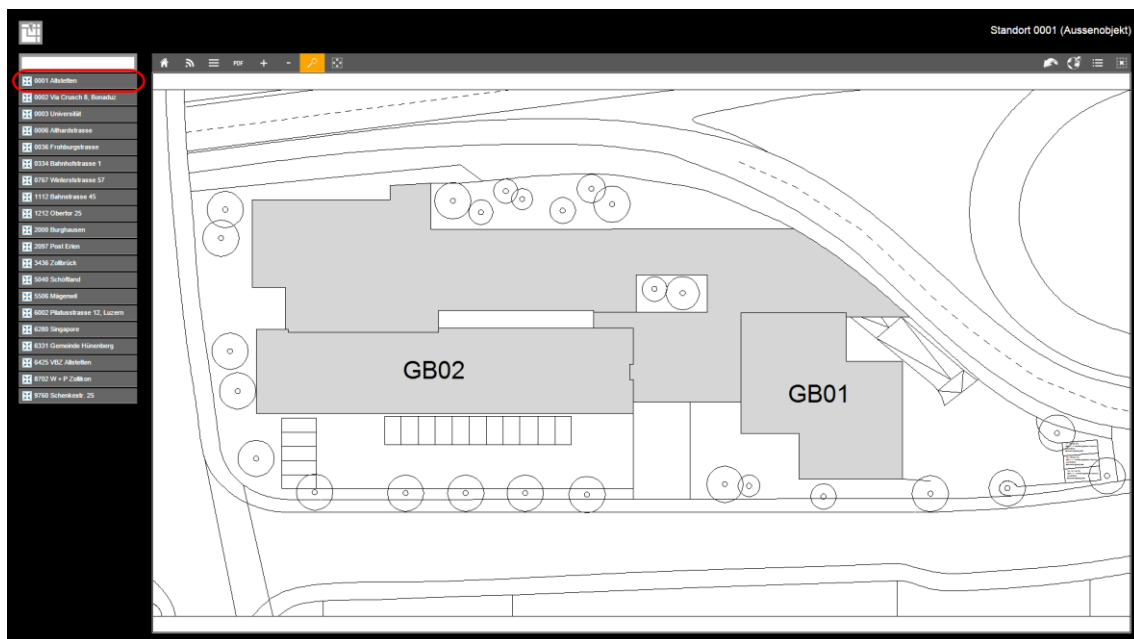 Standort 0001 (Aussenobjekt)
PDF + -
0001 Altstetten
0002 Via Crusch 8, Bonaduz
0003 Universität
0006 Althardstrasse
0036 Frohburgstrasse
0334 Bahnhofstrasse 1
0767 Winterststrasse 57
1112 Bahnstrasse 45
1212 Obertor 25
2000 Burghausen
2097 Post Erlen
3436 Zollbrück
5040 Schöftland
5506 Mägenwil
6002 Pilatusstrasse 12, Luzern
6280 Singapore
6331 Gemeinde Hünenberg
6425 VBZ Altstetten
8702 W + P Zollikon
9760 Schenkestr. 25
GB02
GB01